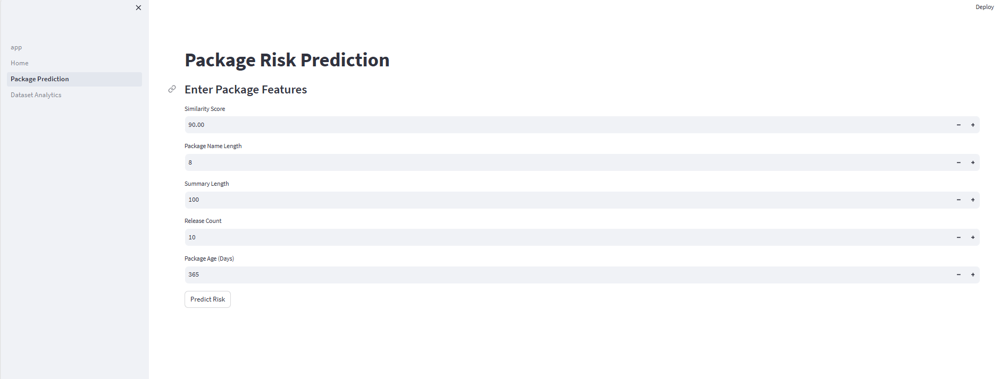 Deploy
app
Home
Package Prediction
Dataset Analytics
Package Risk Prediction
Enter Package Features
Similarity Score
90.00
Package Name Length
8
Summary Length
100
Release Count
10
Package Age (Days)
365
Predict Risk